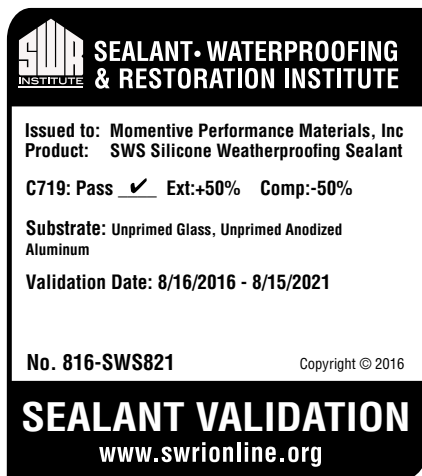 SWR
INSTITUTE
SEALANT • WATERPROOFING
& RESTORATION INSTITUTE
Issued to: Momentive Performance Materials, Inc
Product: SWS Silicone Weatherproofing Sealant
C719: Pass ✔ Ext:+50% Comp:-50%
Substrate: Unprimed Glass, Unprimed Anodized
Aluminum
Validation Date: 8/16/2016 - 8/15/2021
No. 816-SWS821 Copyright © 2016
SEALANT VALIDATION
www.swrionline.org